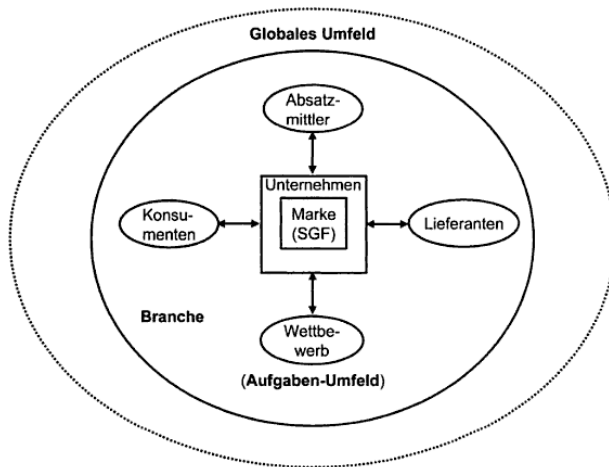 Globales Umfeld
Absatz-
mittler
Unternehmen
Marke
(SGF)
Konsu-
menten
Lieferanten
Branche
Wettbe-
werb
(Aufgaben-Umfeld)